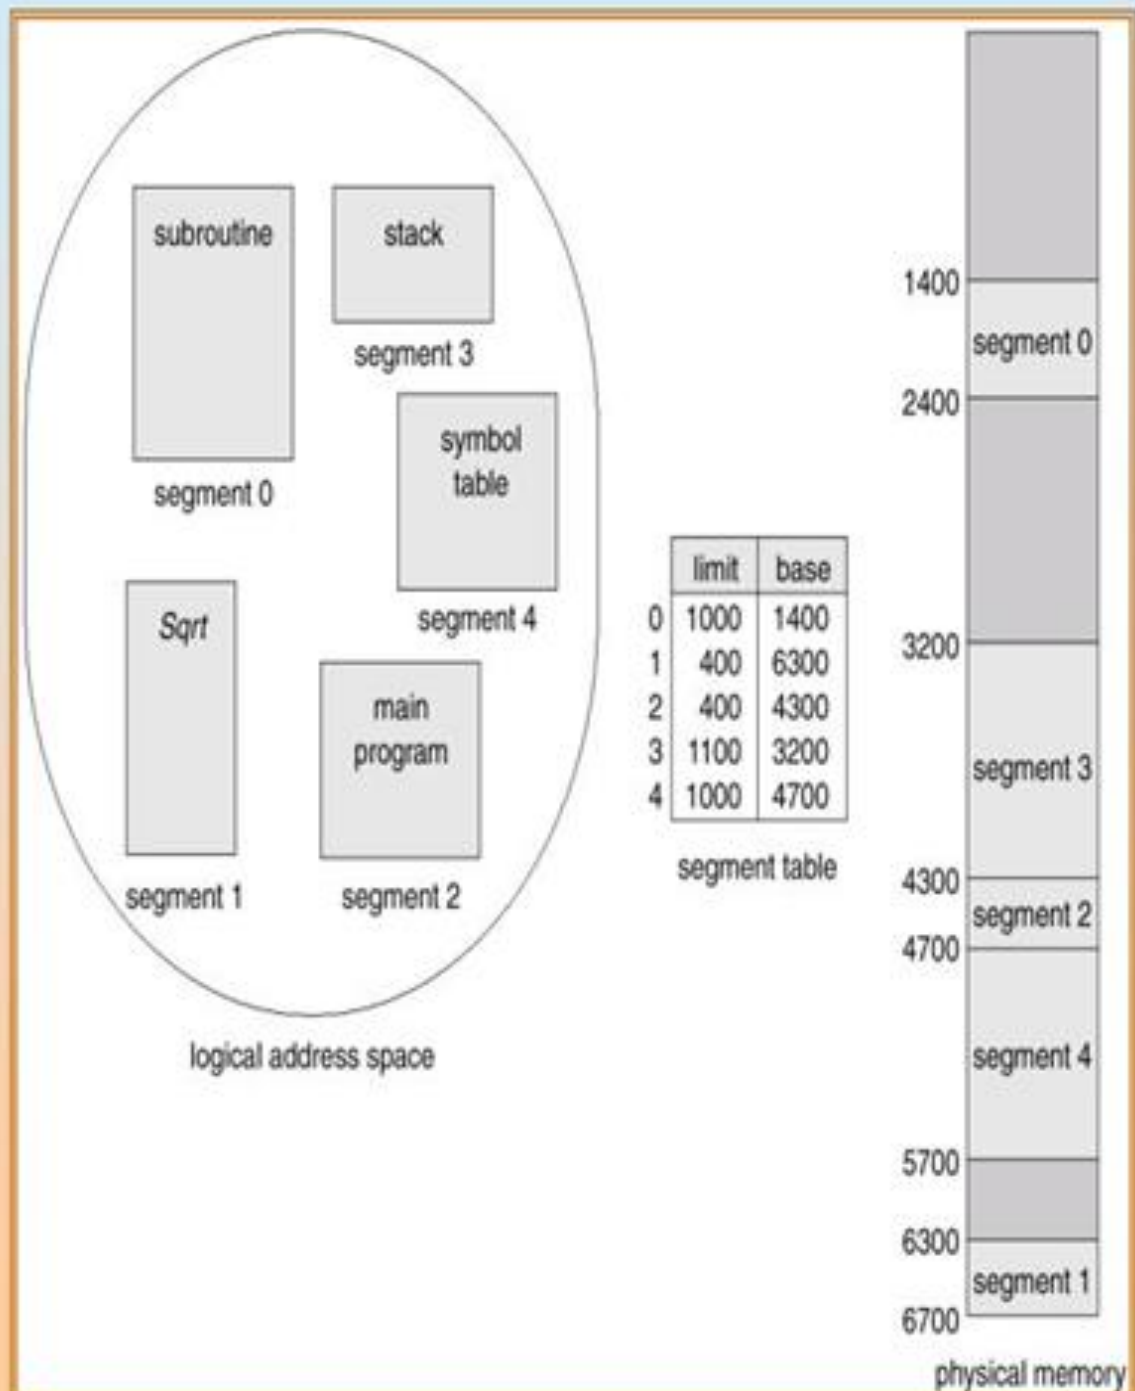 subroutine
segment 0
stack
segment 3
symbol
table
segment 4
Sqrt
segment 1
main
program
segment 2
logical address space
limit base
0 1000 1400
1 400 6300
2 400 4300
3 1100 3200
4 1000 4700
segment table
1400
segment 0
2400
3200
segment 3
4300
segment 2
4700
segment 4
5700
6300
segment 1
6700
physical memory